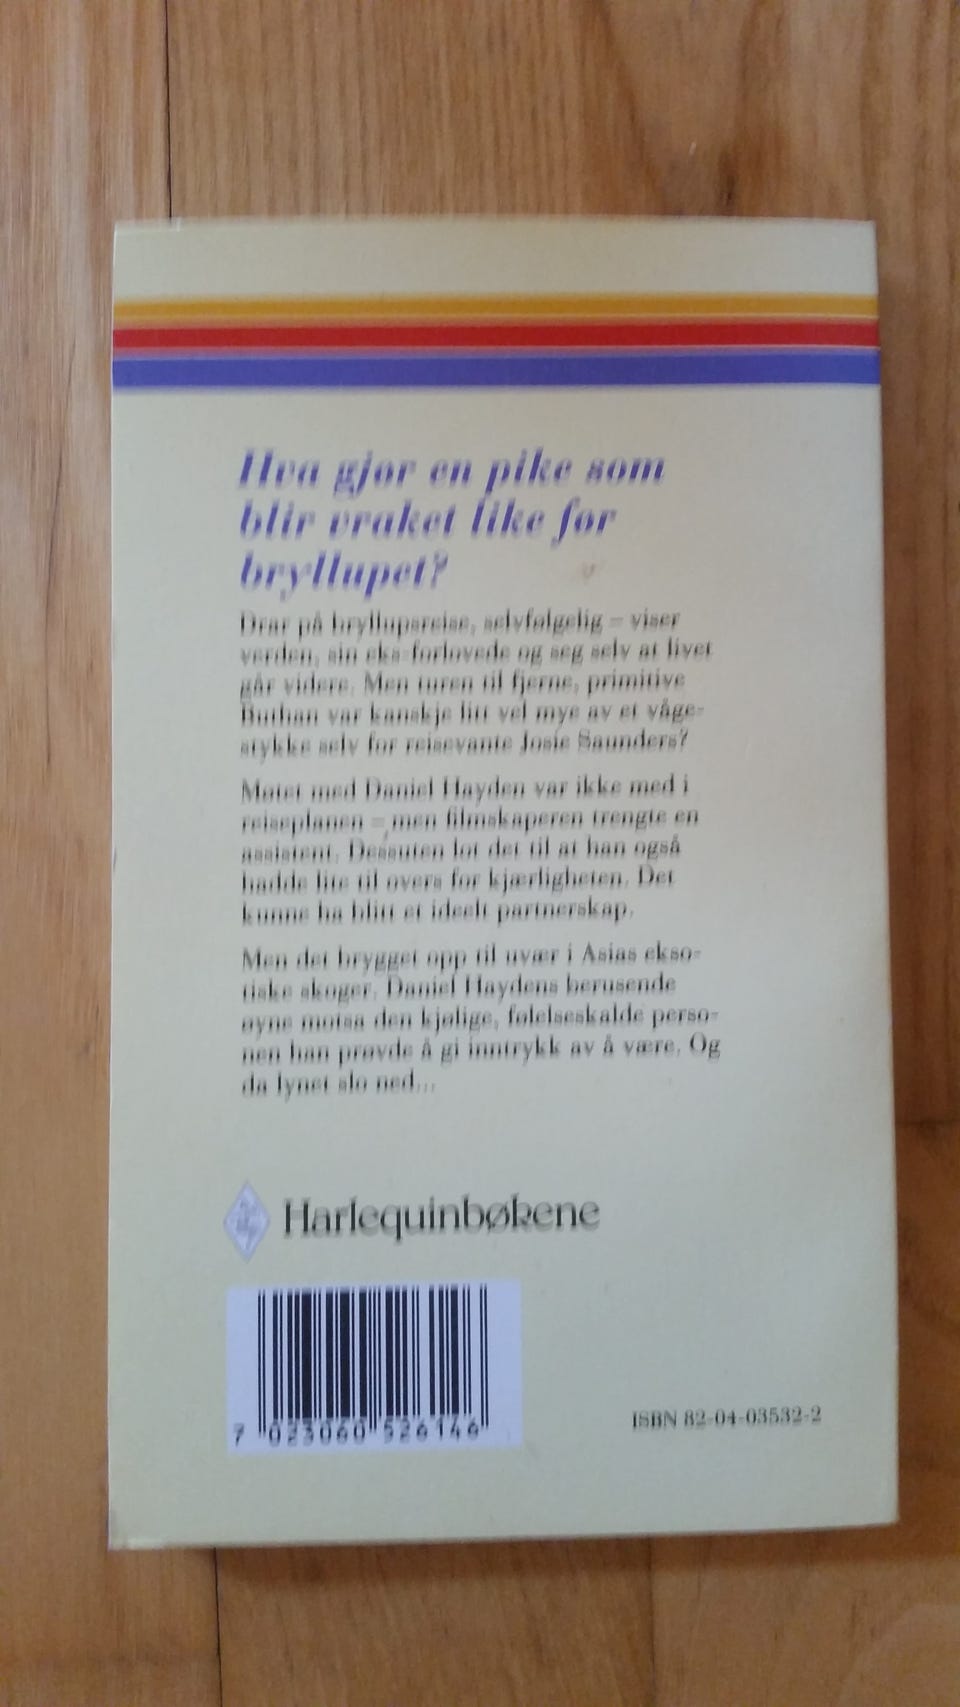 Hva gjør en pike som
blir vraket like før
bryllupet?
Drar på bryllupsreise, selvfølgelig – viser
verden, sin eks-forlovede og seg selv at livet
går videre. Men turen til fjerne, primitive
Buthan var kanskje litt vel mye av et våge-
stykke selv for reisevante Josie Saunders?
Møtet med Daniel Hayden var ikke med i
reiseplanen – men filmskaperen trengte en
assistent. Dessuten lot det til at han også
hadde lite til overs for kjærligheten. Det
kunne ha blitt et ideelt partnerskap.
Men det brygget opp til uvær i Asias ekso-
tiske skoger. Daniel Haydens berusende
øyne motsa den kjølige, følelseskalde perso-
nen han prøvde å gi inntrykk av å være. Og
da lynet slo ned...
Harlequinbøkene
7 023060 526146
ISBN 82-04-03532-2